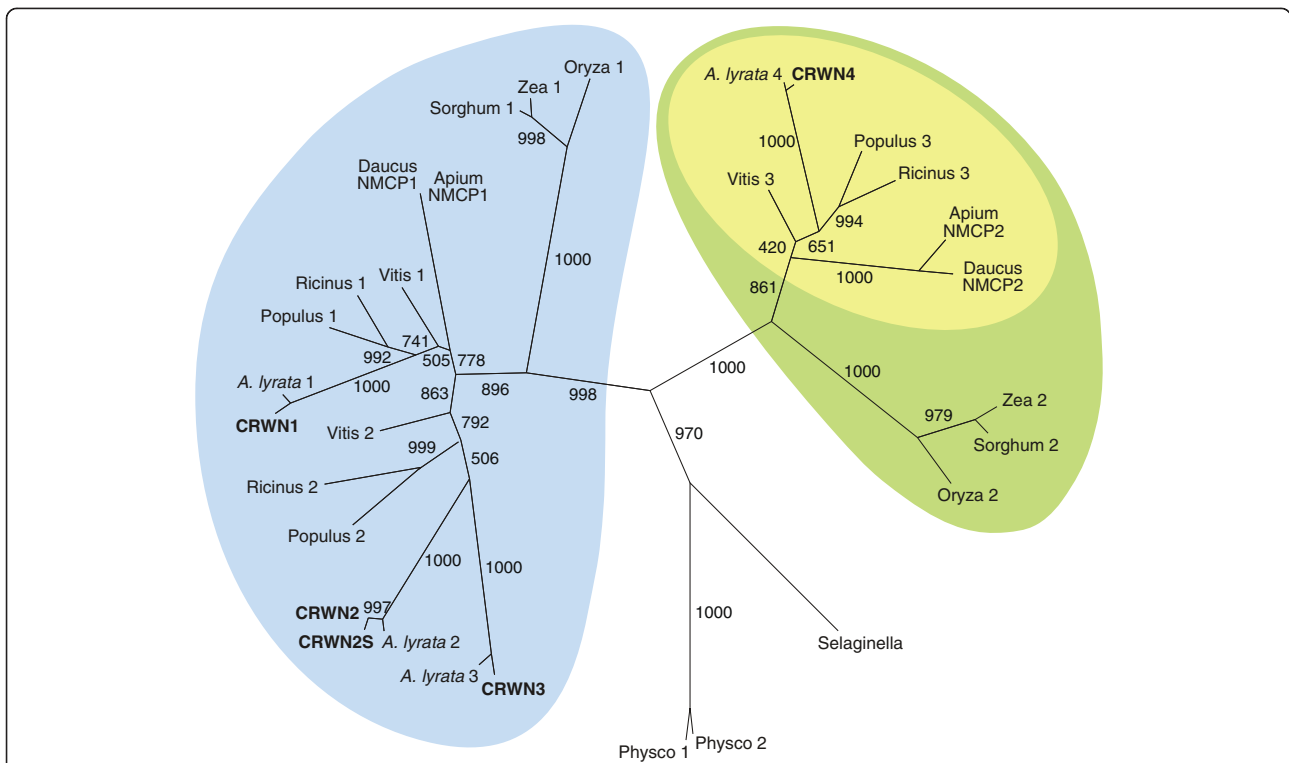 Oryza 1
Zea 1
Sorghum 1
998
Daucus
NMCP1
Apium
NMCP1
1000
Vitis 1
Ricinus 1
Populus 1
741
992
505
778
1000
A. lyrata 1
CRWN1
863
896
998
Vitis 2
792
999
506
Ricinus 2
Populus 2
1000
1000
CRWN2
997
CRWN2S
A. lyrata 2
A. lyrata 3
CRWN3
A. lyrata 4
CRWN4
1000
Populus 3
Vitis 3
Ricinus 3
994
Apium
NMCP2
420
651
1000
Daucus
NMCP2
861
1000
1000
979
Zea 2
Sorghum 2
Oryza 2
970
1000
Selaginella
Physco 1
Physco 2